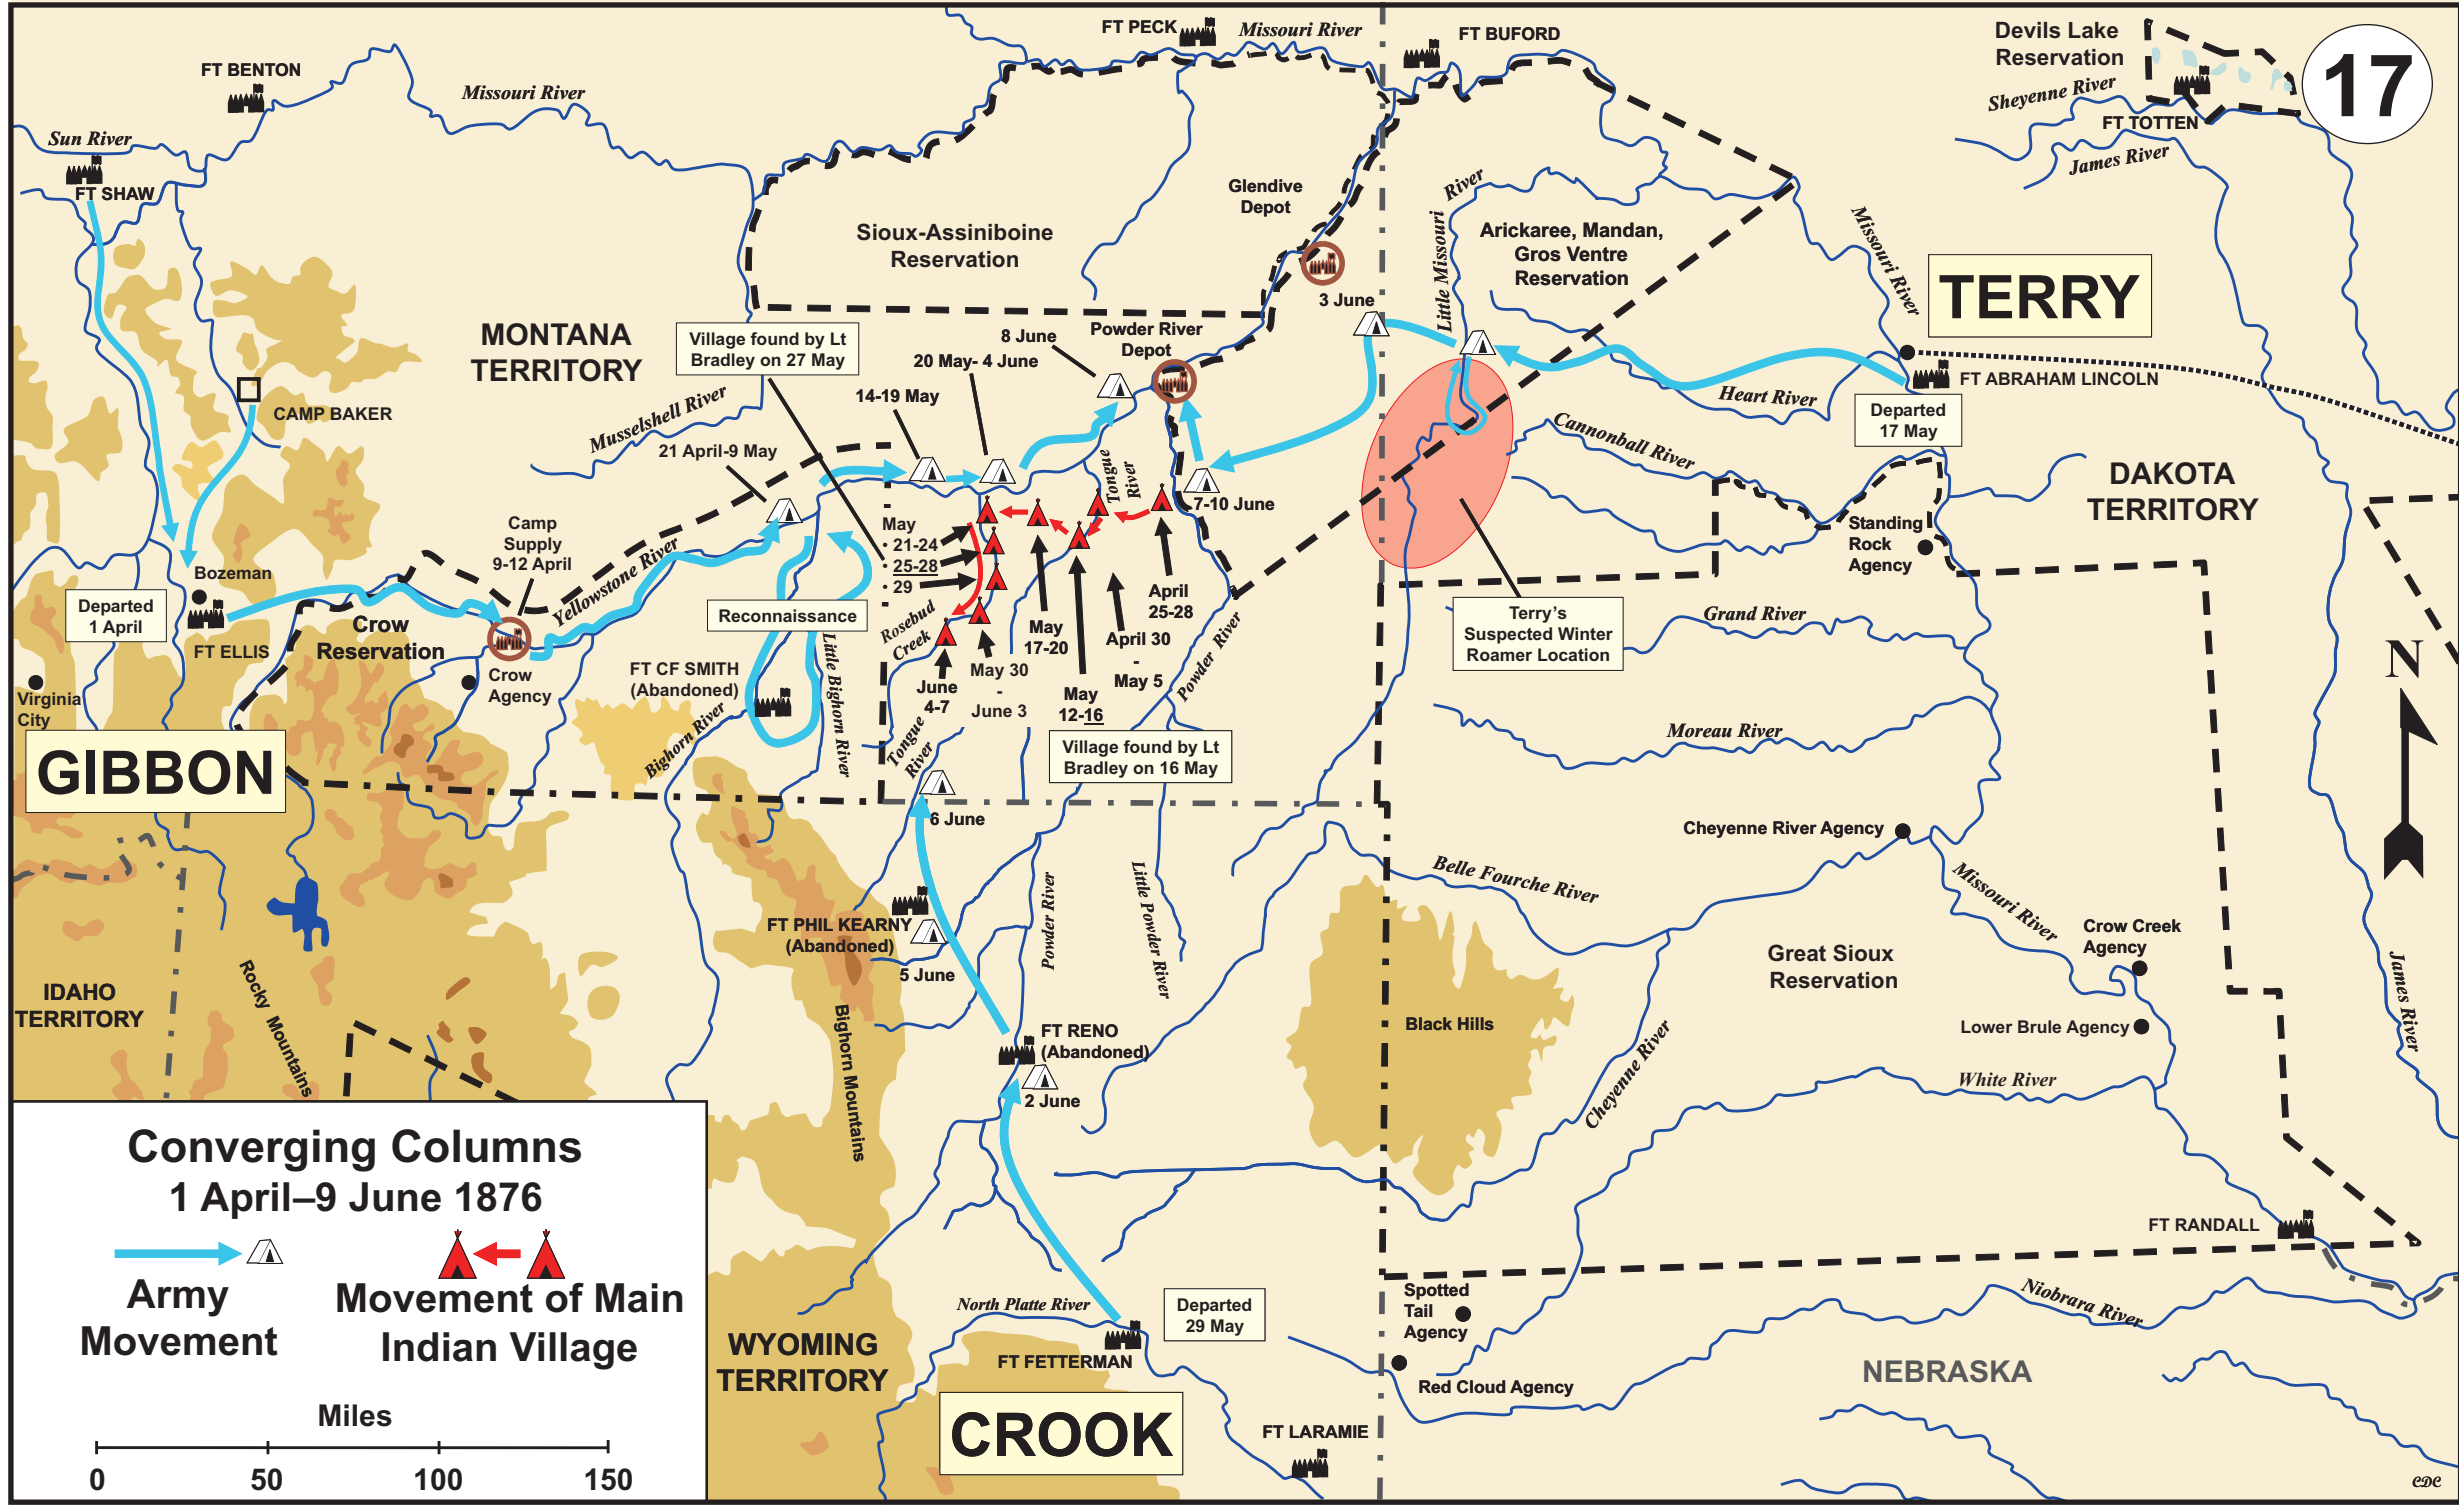 FT PECK
Missouri River
FT BUFORD
Devils Lake
Reservation
17
FT BENTON
Missouri River
Sheyenne River
FT TOTTEN
James River
Sun River
FT SHAW
Glendive
Depot
Little Missouri
River
Arickaree, Mandan,
Gros Ventre
Reservation
Missouri River
Sioux-Assiniboine
Reservation
TERRY
3 June
MONTANA
TERRITORY
Village found by Lt
Bradley on 27 May
8 June
Powder River
Depot
20 May- 4 June
14-19 May
FT ABRAHAM LINCOLN
Heart River
Departed
17 May
CAMP BAKER
Musselshell River
21 April-9 May
Cannonball River
DAKOTA
TERRITORY
Tongue
River
7-10 June
Camp
Supply
9-12 April
May
• 21-24
• 25-28
• 29
Standing
Rock
Agency
Bozeman
Yellowstone River
Departed
1 April
FT ELLIS
Crow
Reservation
Reconnaissance
Rosebud
Creek
April
25-28
May
17-20
April 30
-
May 5
Powder River
Terry's
Suspected Winter
Roamer Location
Grand River
N
Virginia
City
Crow
Agency
FT CF SMITH
(Abandoned)
Little Bighorn River
May 30
-
June 3
June
4-7
May
12-16
Bighorn River
Tongue
River
Village found by Lt
Bradley on 16 May
Moreau River
GIBBON
6 June
Cheyenne River Agency
Belle Fourche River
Missouri River
Powder River
Little Powder River
FT PHIL KEARNY
(Abandoned)
5 June
Crow Creek
Agency
Great Sioux
Reservation
James River
IDAHO
TERRITORY
Rocky Mountains
Bighorn Mountains
FT RENO
(Abandoned)
2 June
Black Hills
Lower Brule Agency
Cheyenne River
White River
Converging Columns
1 April–9 June 1876
Army
Movement
Movement of Main
Indian Village
Miles
0 50 100 150
FT RANDALL
Niobrara River
North Platte River
Departed
29 May
Spotted
Tail
Agency
WYOMING
TERRITORY
FT FETTERMAN
Red Cloud Agency
NEBRASKA
CROOK
FT LARAMIE
CDC